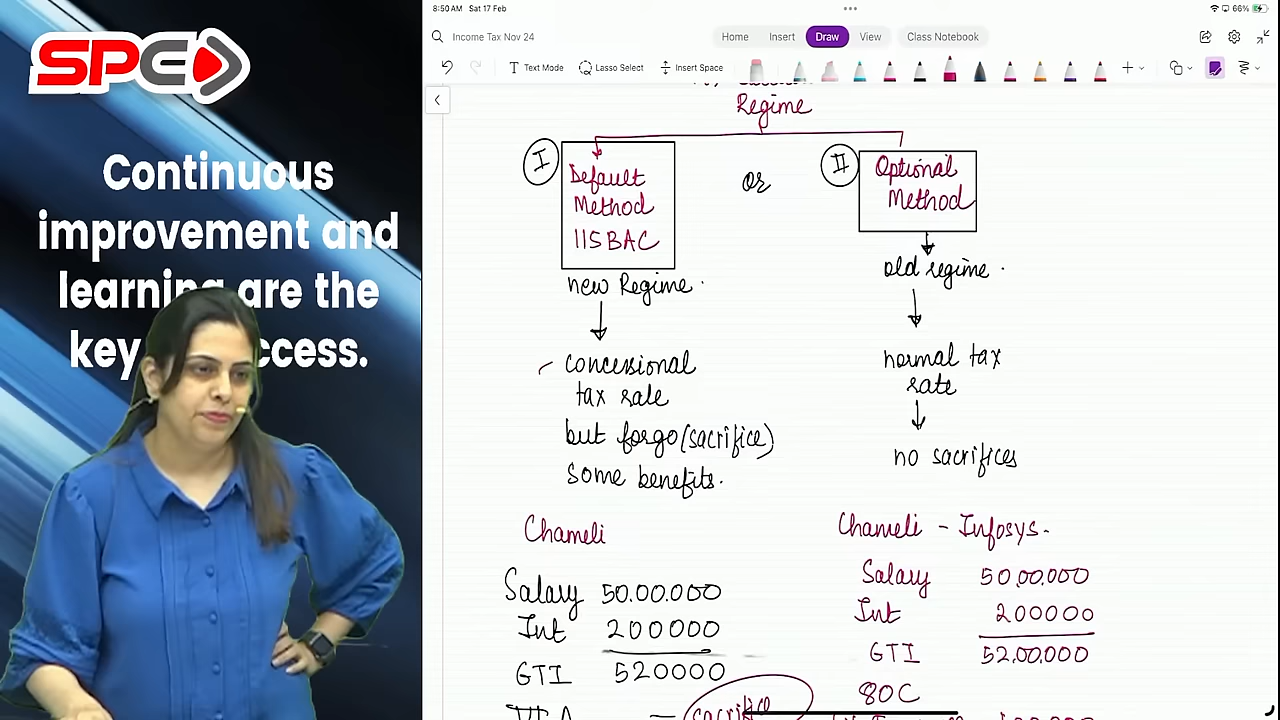 8:50 AM Sat 17 Feb
66%
Income Tax Nov 24
Home Insert Draw View Class Notebook
Text Mode Lasso Select Insert Space
SPE
Continuous
improvement and
learning are the
key ccess.
Regime
I
Default
Method
115BAC
or
II
Optional
Method
new Regime.
old regime.
concessional
tax rate
but forgo (sacrifice)
some benefits.
normal tax
rate
no sacrifices
Chameli
Salary 50,00,000
Int 200000
GTI 520000
sacrifice
Chameli - Infosys.
Salary 50,00,000
Int 200000
GTI 52,00,000
80C